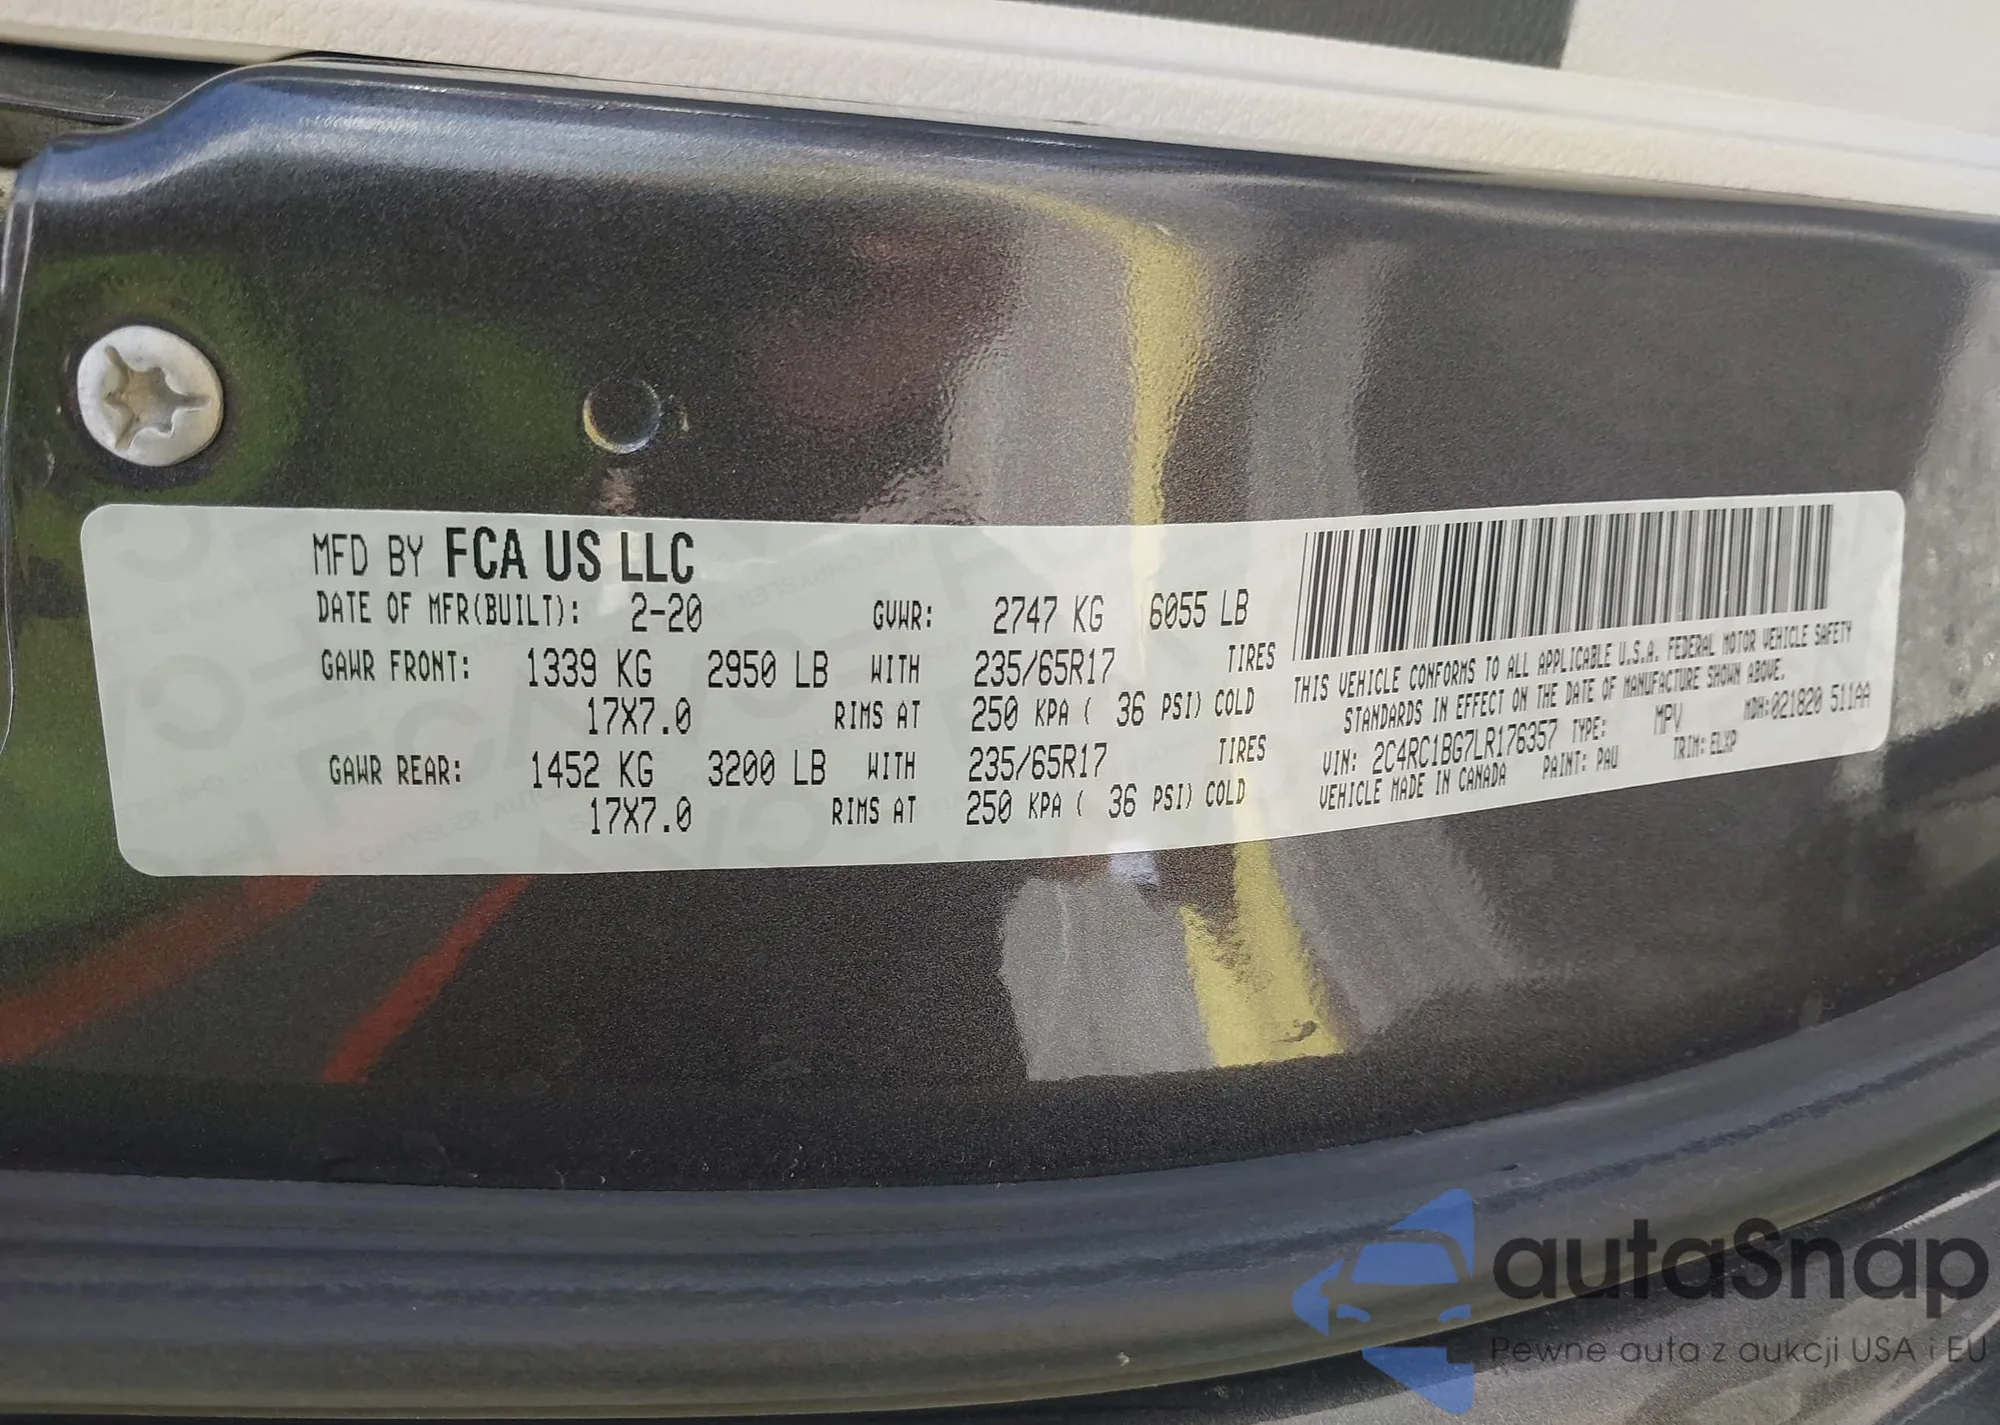 MFD BY FCA US LLC
DATE OF MFR(BUILT): 2-20 GVWR: 2747 KG 6055 LB
GAWR FRONT: 1339 KG 2950 LB WITH 235/65R17 TIRES
17X7.0 RIMS AT 250 KPA ( 36 PSI) COLD
GAWR REAR: 1452 KG 3200 LB WITH 235/65R17 TIRES
17X7.0 RIMS AT 250 KPA ( 36 PSI) COLD
THIS VEHICLE CONFORMS TO ALL APPLICABLE U.S.A. FEDERAL MOTOR VEHICLE SAFETY
STANDARDS IN EFFECT ON THE DATE OF MANUFACTURE SHOWN ABOVE.
VIN: 2C4RC1BG7LR176357 TYPE: MPV MDH:021820 511AA
VEHICLE MADE IN CANADA PAINT: PAU TRIM: ELXP
autaSnap
Pewne auta z aukcji USA i EU